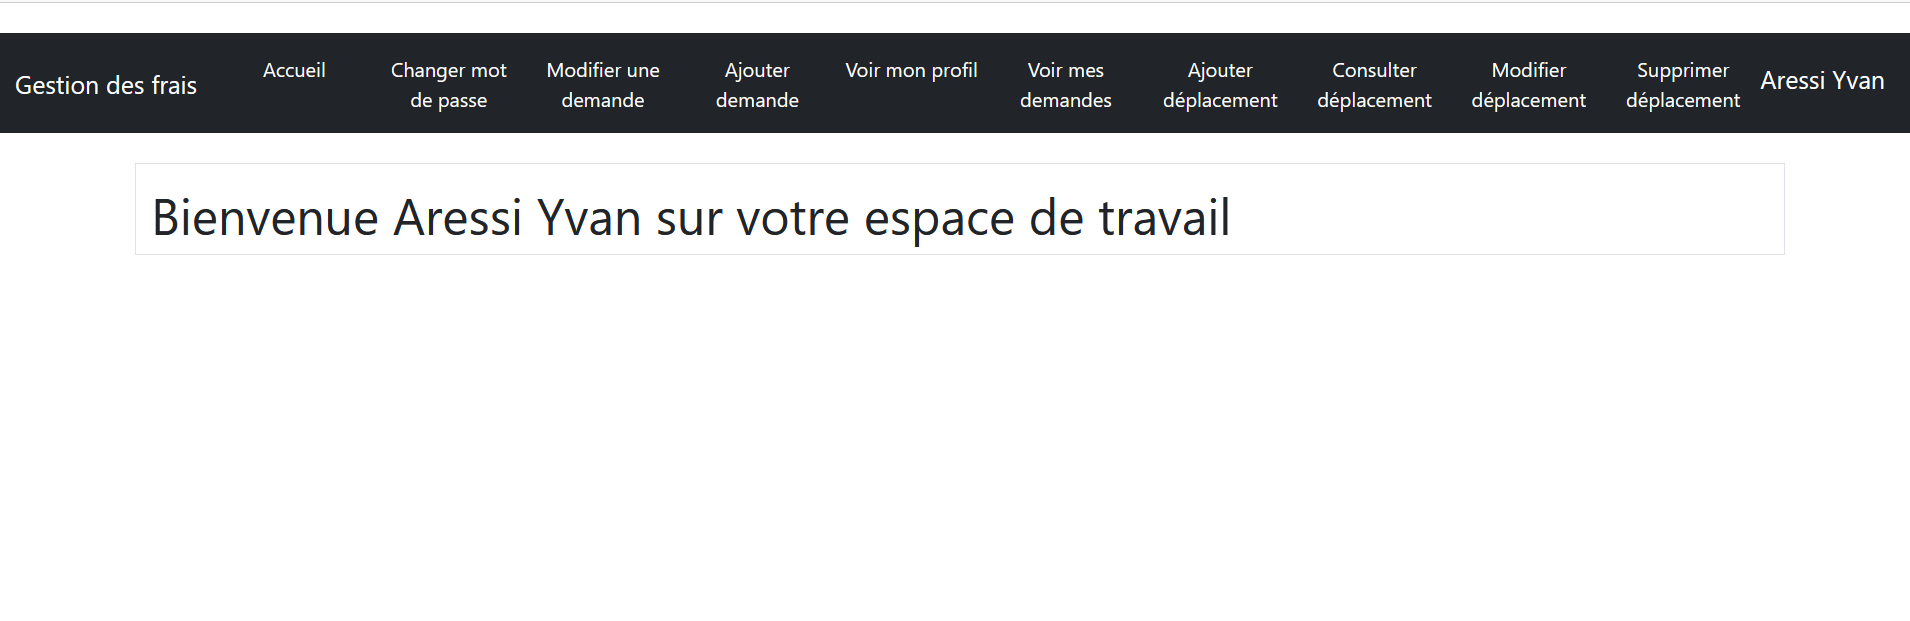 Gestion des frais
Accueil
Changer mot
de passe
Modifier une
demande
Ajouter
demande
Voir mon profil
Voir mes
demandes
Ajouter
déplacement
Consulter
déplacement
Modifier
déplacement
Supprimer
déplacement
Aressi Yvan
Bienvenue Aressi Yvan sur votre espace de travail